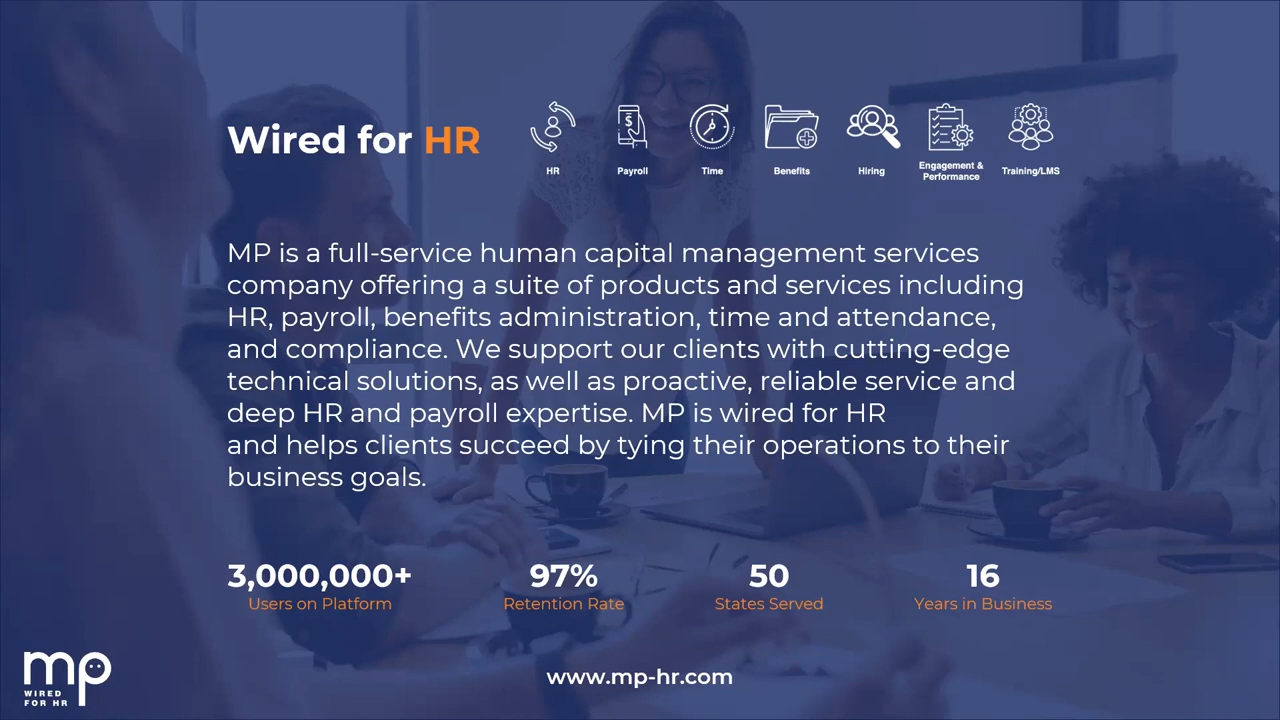 Wired for HR
HR
Payroll
Time
Benefits
Hiring
Engagement &
Performance
Training/LMS
MP is a full-service human capital management services
company offering a suite of products and services including
HR, payroll, benefits administration, time and attendance,
and compliance. We support our clients with cutting-edge
technical solutions, as well as proactive, reliable service and
deep HR and payroll expertise. MP is wired for HR
and helps clients succeed by tying their operations to their
business goals.
3,000,000+
Users on Platform
97%
Retention Rate
50
States Served
16
Years in Business
mp
WIRED
FOR HR
www.mp-hr.com